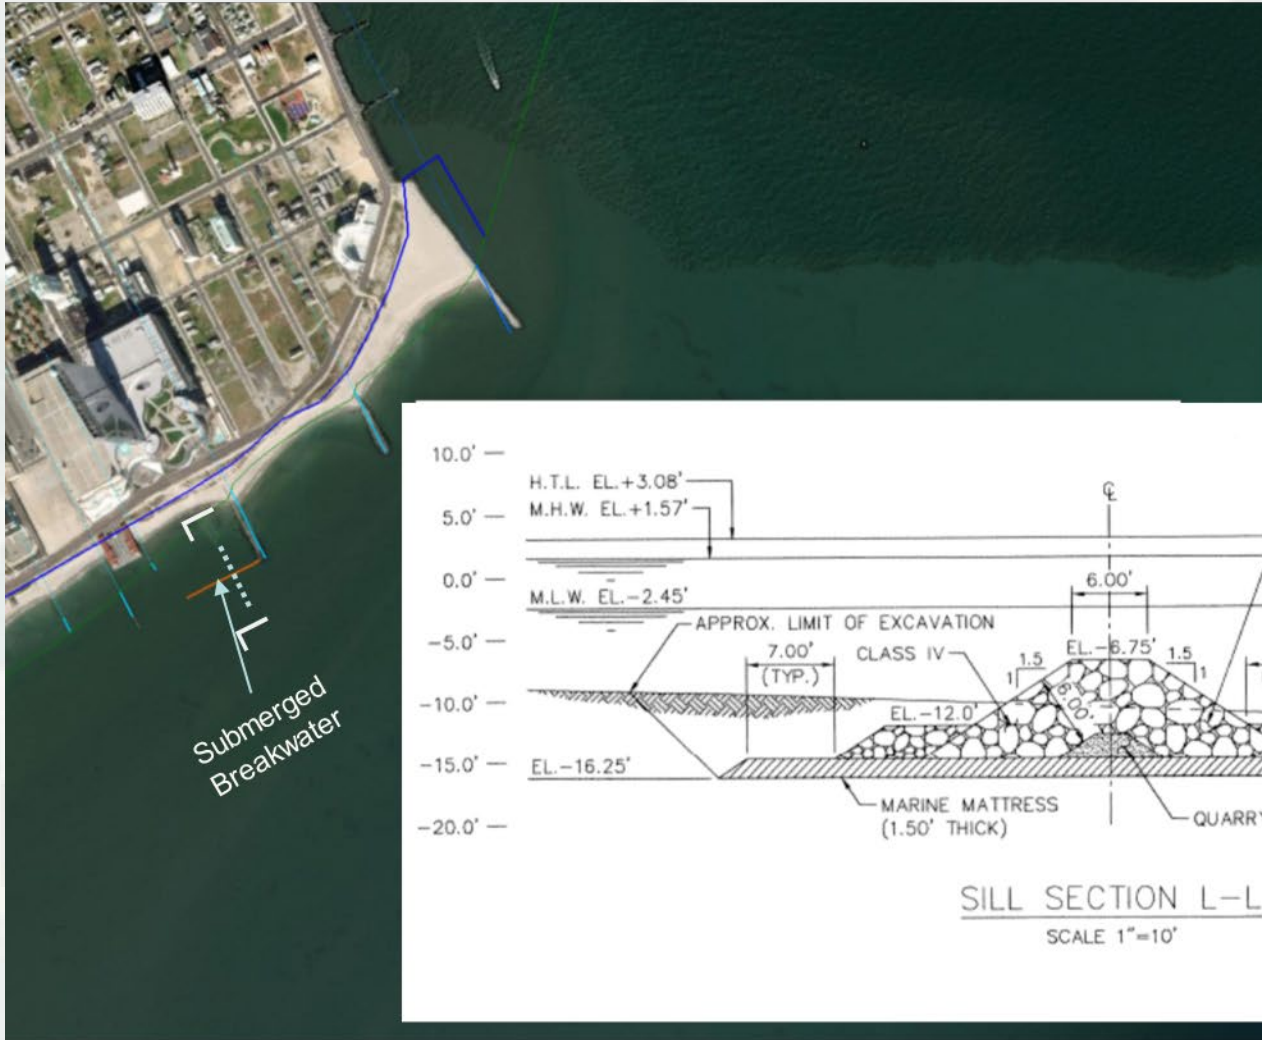 Submerged
Breakwater
10.0'
5.0'
0.0'
-5.0'
-10.0'
-15.0'
-20.0'
H.T.L. EL.+3.08'
M.H.W. EL.+1.57'
M.L.W. EL.-2.45'
℄
6.00'
APPROX. LIMIT OF EXCAVATION
7.00'
(TYP.)
CLASS IV
EL.-6.75'
1.5
1
1.5
1
6.00'
EL.-12.0'
EL.-16.25'
MARINE MATTRESS
(1.50' THICK)
QUARRY
SILL SECTION L-L
SCALE 1"=10'